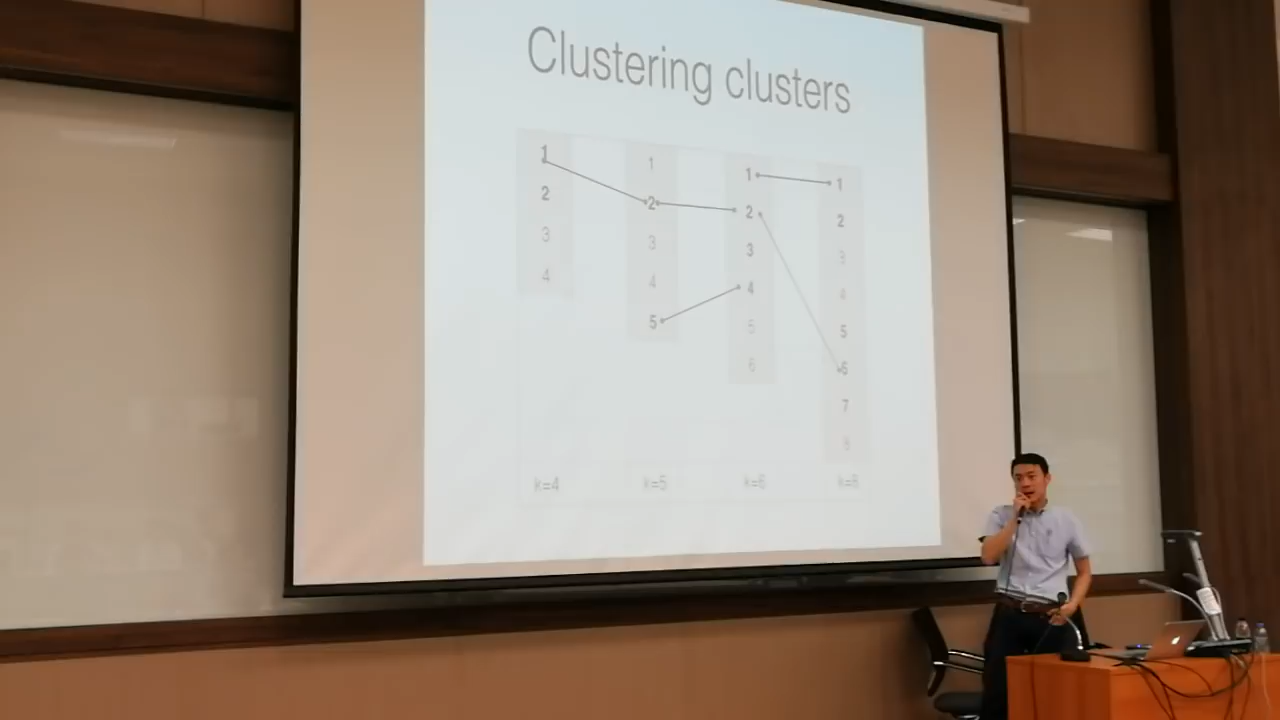 Clustering clusters
1 1 1 1
2 2 2 2
3 3 3 3
4 4 4 4
5 5 5
6 6
7
8
k=4 k=5 k=6 k=8